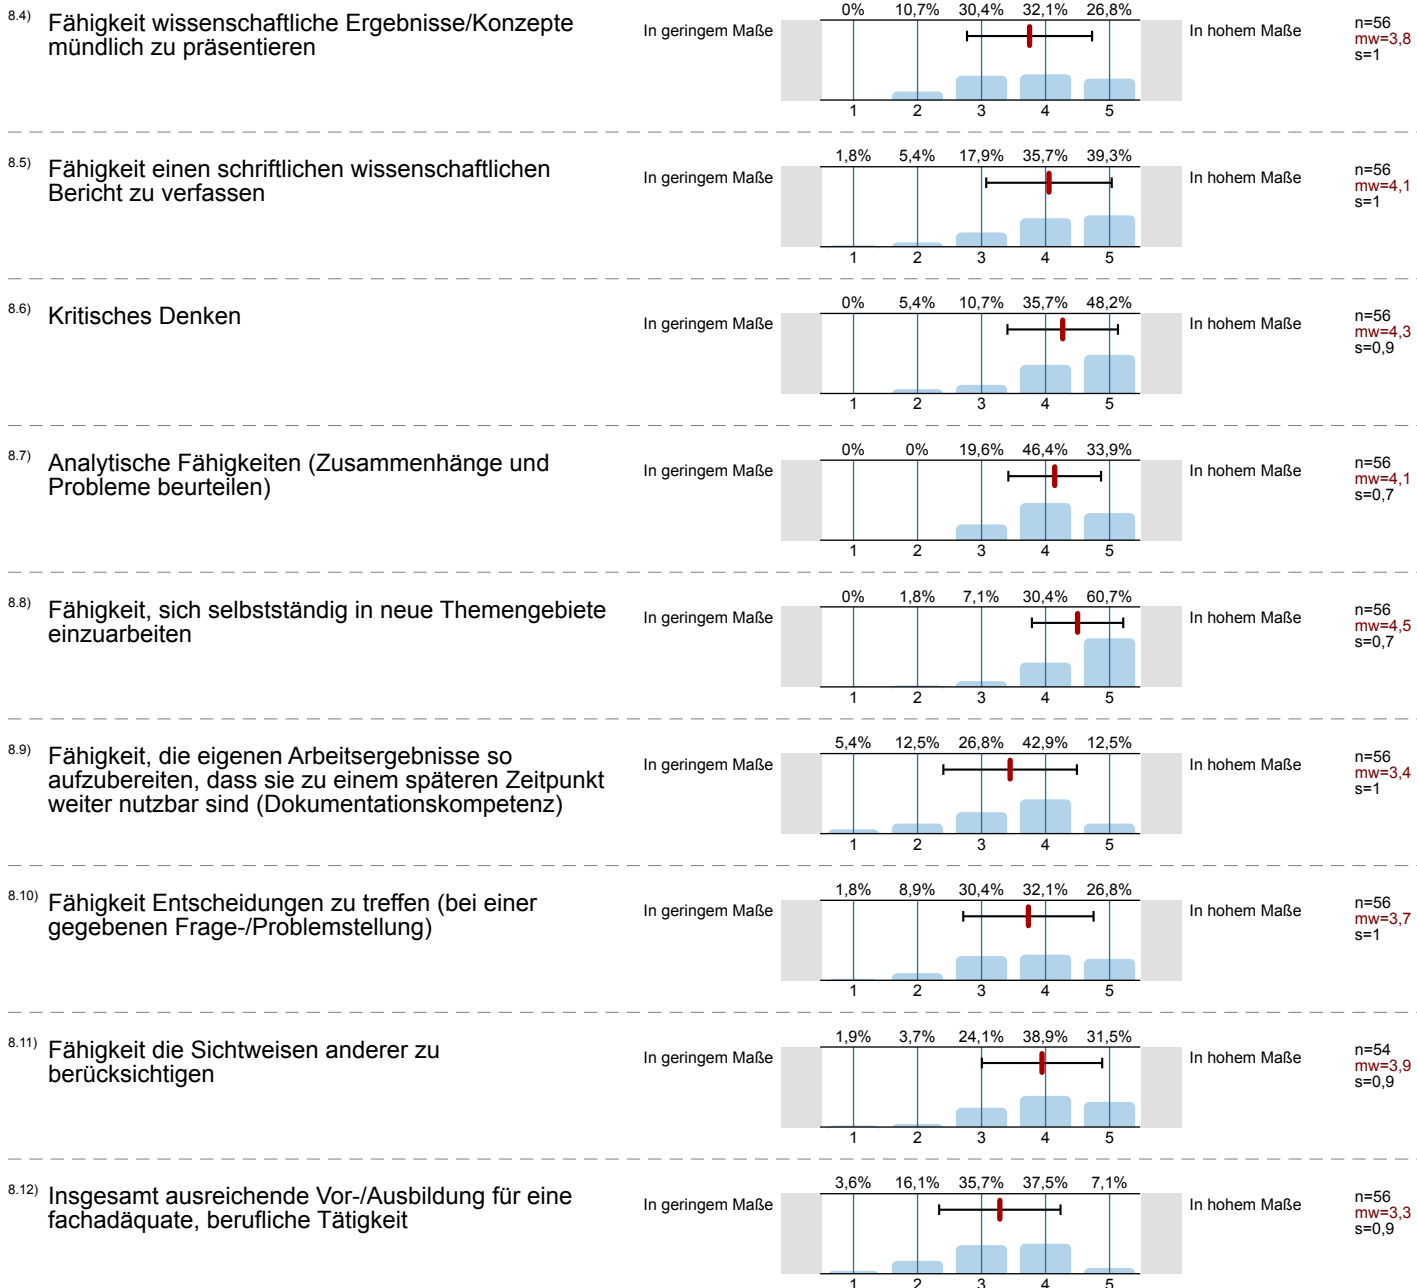 8.4) Fähigkeit wissenschaftliche Ergebnisse/Konzepte
mündlich zu präsentieren
In geringem Maße
0% 10,7% 30,4% 32,1% 26,8%
1 2 3 4 5
In hohem Maße
n=56
mw=3,8
s=1
8.5) Fähigkeit einen schriftlichen wissenschaftlichen
Bericht zu verfassen
In geringem Maße
1,8% 5,4% 17,9% 35,7% 39,3%
1 2 3 4 5
In hohem Maße
n=56
mw=4,1
s=1
8.6) Kritisches Denken
In geringem Maße
0% 5,4% 10,7% 35,7% 48,2%
1 2 3 4 5
In hohem Maße
n=56
mw=4,3
s=0,9
8.7) Analytische Fähigkeiten (Zusammenhänge und
Probleme beurteilen)
In geringem Maße
0% 0% 19,6% 46,4% 33,9%
1 2 3 4 5
In hohem Maße
n=56
mw=4,1
s=0,7
8.8) Fähigkeit, sich selbstständig in neue Themengebiete
einzuarbeiten
In geringem Maße
0% 1,8% 7,1% 30,4% 60,7%
1 2 3 4 5
In hohem Maße
n=56
mw=4,5
s=0,7
8.9) Fähigkeit, die eigenen Arbeitsergebnisse so
aufzubereiten, dass sie zu einem späteren Zeitpunkt
weiter nutzbar sind (Dokumentationskompetenz)
In geringem Maße
5,4% 12,5% 26,8% 42,9% 12,5%
1 2 3 4 5
In hohem Maße
n=56
mw=3,4
s=1
8.10) Fähigkeit Entscheidungen zu treffen (bei einer
gegebenen Frage-/Problemstellung)
In geringem Maße
1,8% 8,9% 30,4% 32,1% 26,8%
1 2 3 4 5
In hohem Maße
n=56
mw=3,7
s=1
8.11) Fähigkeit die Sichtweisen anderer zu
berücksichtigen
In geringem Maße
1,9% 3,7% 24,1% 38,9% 31,5%
1 2 3 4 5
In hohem Maße
n=54
mw=3,9
s=0,9
8.12) Insgesamt ausreichende Vor-/Ausbildung für eine
fachadäquate, berufliche Tätigkeit
In geringem Maße
3,6% 16,1% 35,7% 37,5% 7,1%
1 2 3 4 5
In hohem Maße
n=56
mw=3,3
s=0,9